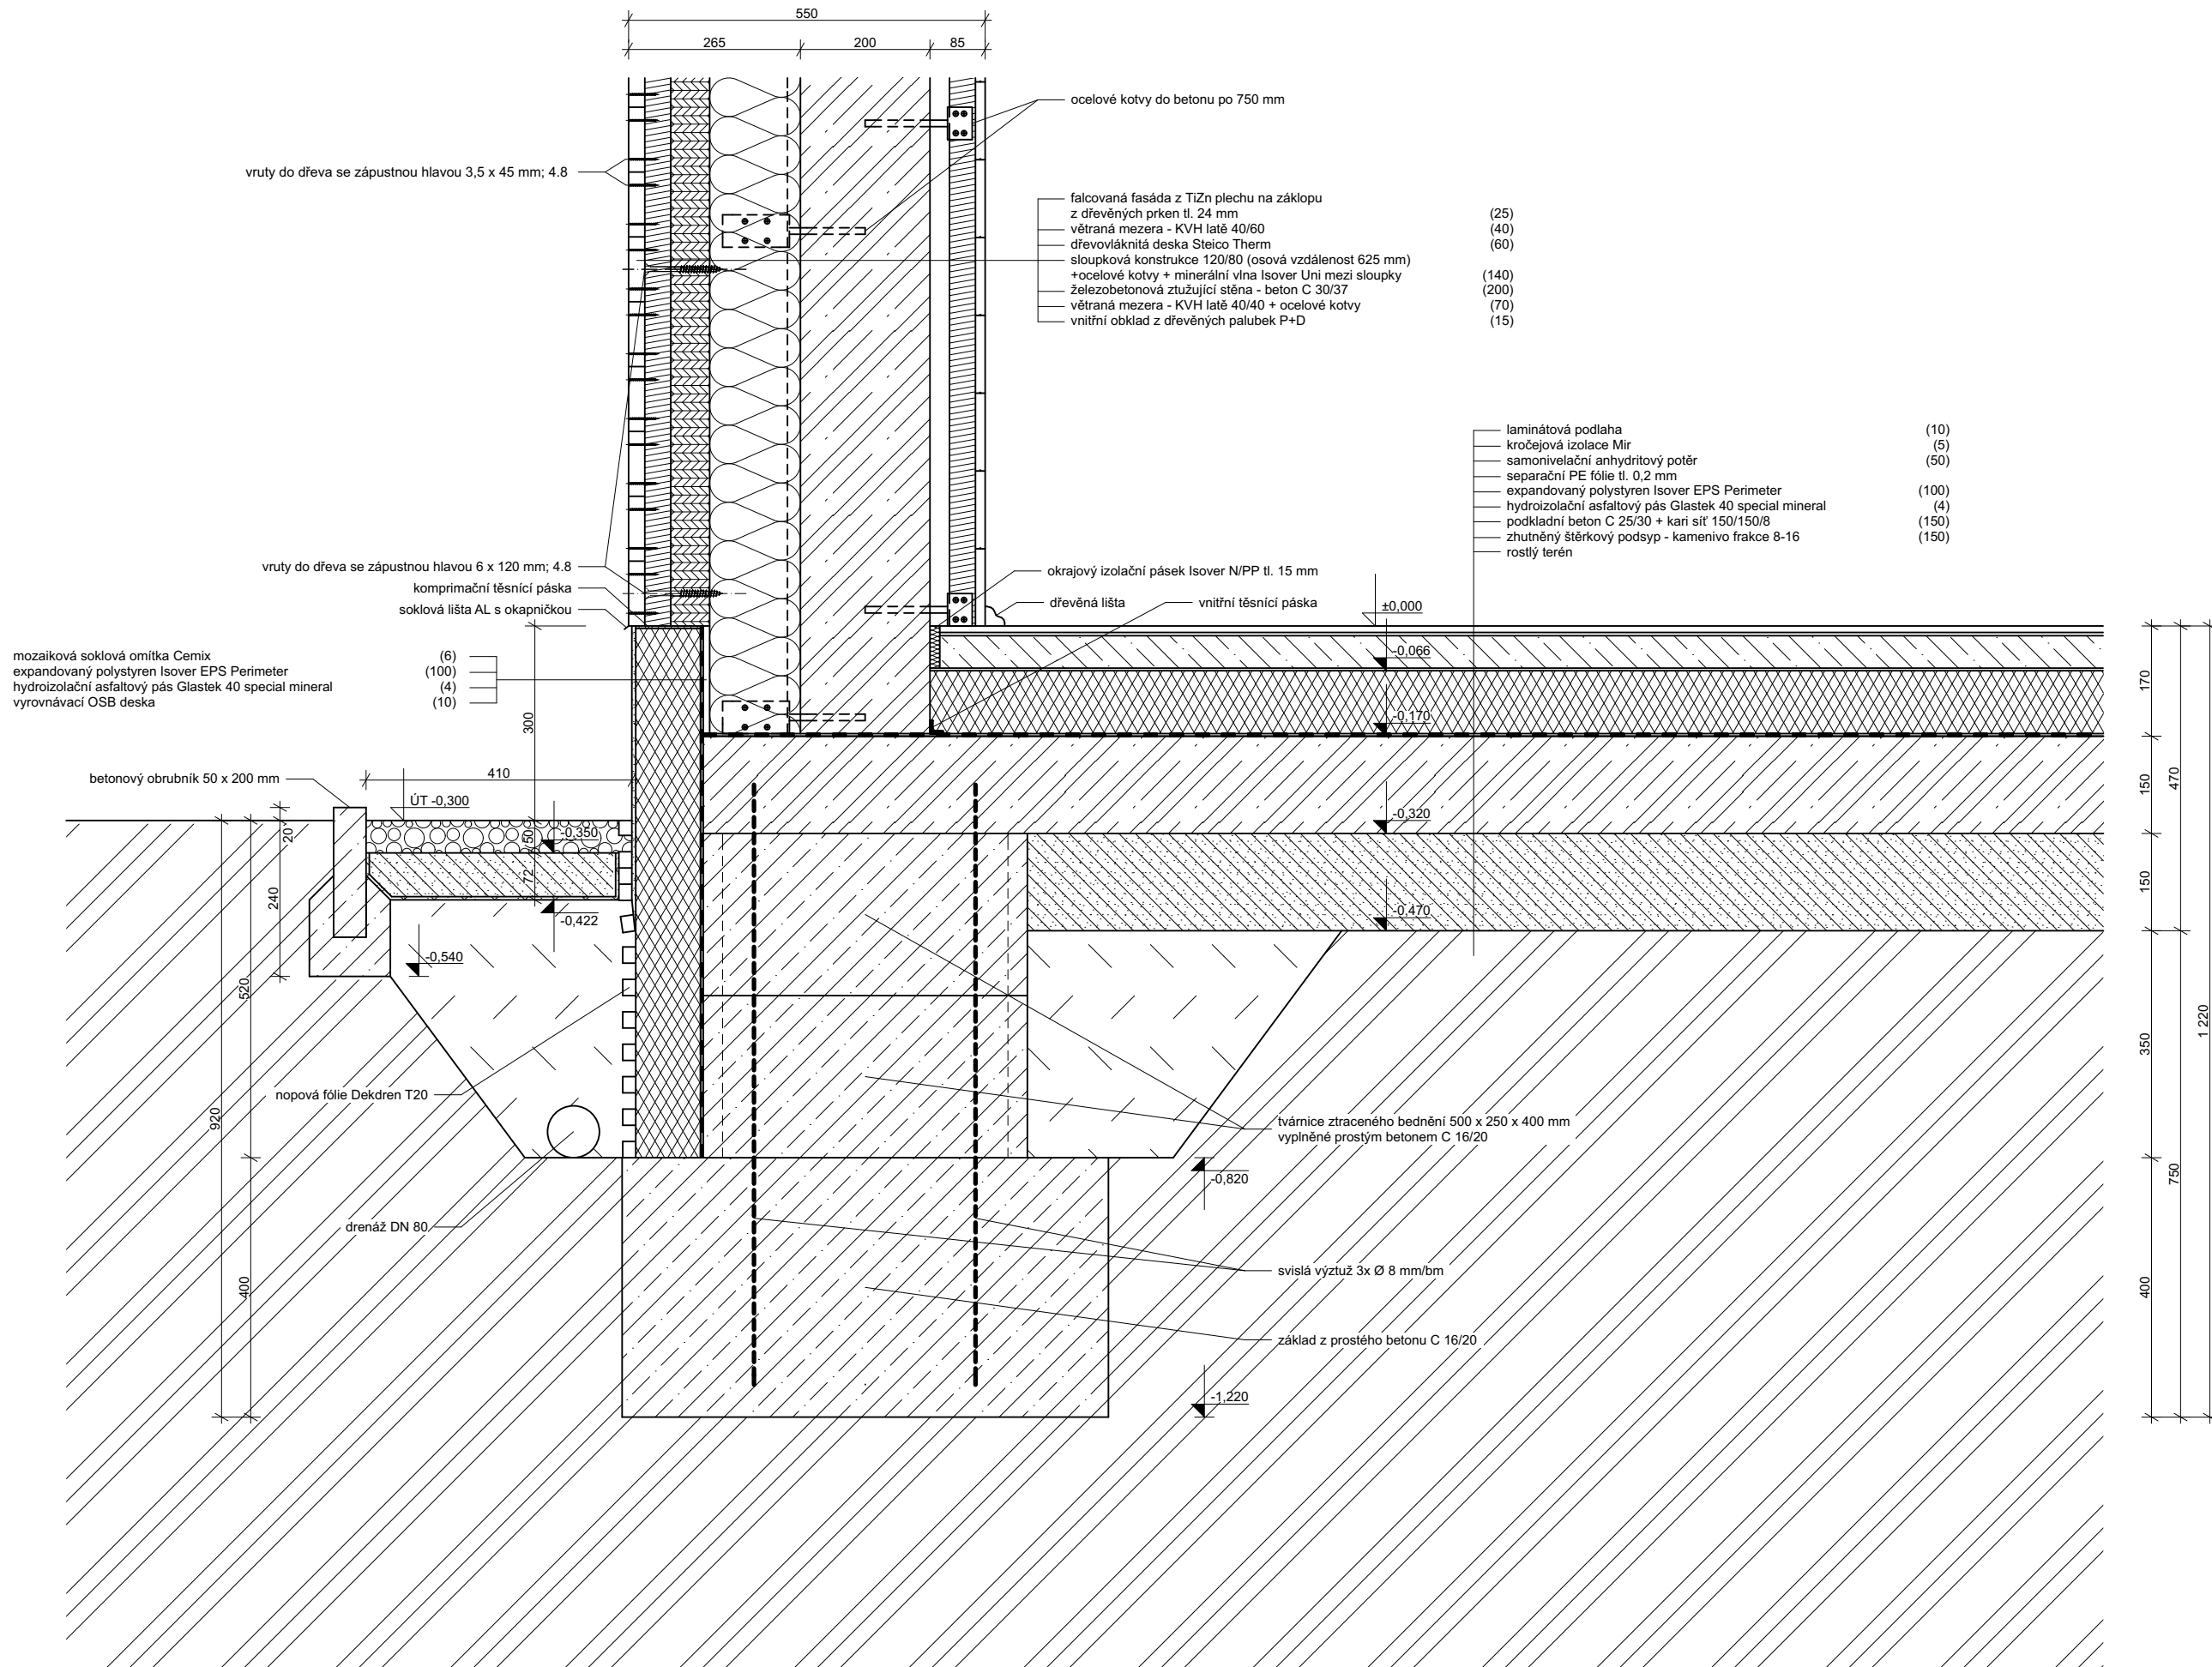 550
265
200
85
ocelové kotvy do betonu po 750 mm
vruty do dřeva se zápustnou hlavou 3,5 x 45 mm; 4.8
falcovaná fasáda z TiZn plechu na záklopu
z dřevěných prken tl. 24 mm (25)
větraná mezera - KVH latě 40/60 (40)
dřevovláknitá deska Steico Therm (60)
sloupková konstrukce 120/80 (osová vzdálenost 625 mm)
+ocelové kotvy + minerální vlna Isover Uni mezi sloupky (140)
železobetonová ztužující stěna - beton C 30/37 (200)
větraná mezera - KVH latě 40/40 + ocelové kotvy (70)
vnitřní obklad z dřevěných palubek P+D (15)
laminátová podlaha (10)
kročejová izolace Mir (5)
samonivelační anhydritový potěr (50)
separační PE fólie tl. 0,2 mm
expandovaný polystyren Isover EPS Perimeter (100)
hydroizolační asfaltový pás Glastek 40 special mineral (4)
podkladní beton C 25/30 + kari síť 150/150/8 (150)
zhutněný štěrkový podsyp - kamenivo frakce 8-16 (150)
rostlý terén
vruty do dřeva se zápustnou hlavou 6 x 120 mm; 4.8
komprimační těsnící páska
soklová lišta AL s okapničkou
okrajový izolační pásek Isover N/PP tl. 15 mm
dřevěná lišta
vnitřní těsnící páska
±0,000
mozaiková soklová omítka Cemix (6)
expandovaný polystyren Isover EPS Perimeter (100)
hydroizolační asfaltový pás Glastek 40 special mineral (4)
vyrovnávací OSB deska (10)
-0,066
-0,170
300
410
betonový obrubník 50 x 200 mm
ÚT -0,300
-0,350
50
72
-0,422
-0,540
20
240
520
920
400
-0,320
-0,470
nopová fólie Dekdren T20
drenáž DN 80
tvárnice ztraceného bednění 500 x 250 x 400 mm
vyplněné prostým betonem C 16/20
-0,820
svislá výztuž 3x Ø 8 mm/bm
základ z prostého betonu C 16/20
-1,220
170
150
150
350
400
470
750
1 220